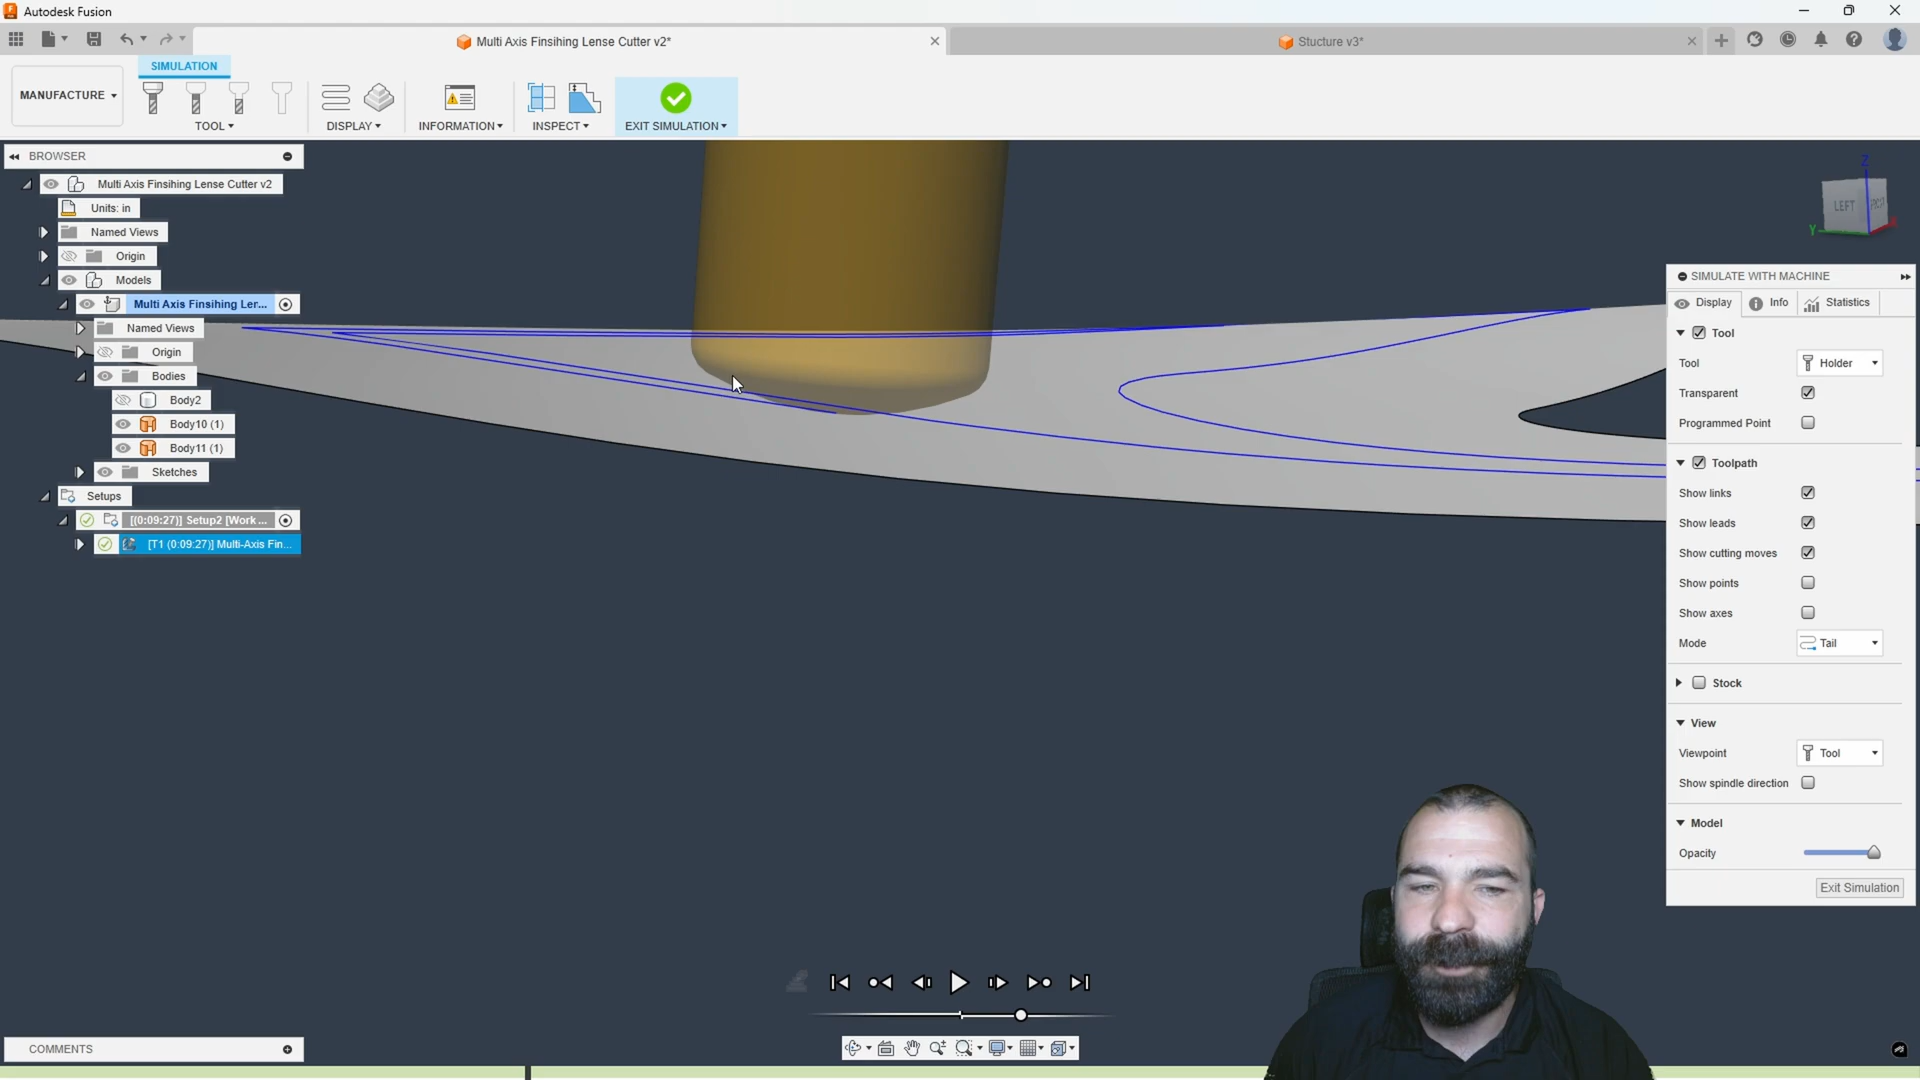 Autodesk Fusion
Multi Axis Finsihing Lense Cutter v2*
Stucture v3*
SIMULATION
MANUFACTURE
TOOL
DISPLAY
INFORMATION
INSPECT
EXIT SIMULATION
BROWSER
Multi Axis Finsihing Lense Cutter v2
Units: in
Named Views
Origin
Models
Multi Axis Finsihing Ler...
Named Views
Origin
Bodies
Body2
Body10 (1)
Body11 (1)
Sketches
Setups
[(0:09:27)] Setup2 [Work ...
[T1 (0:09:27)] Multi-Axis Fin...
Z
LEFT
Y
SIMULATE WITH MACHINE
Display
Info
Statistics
Tool
Tool
Holder
Transparent
Programmed Point
Toolpath
Show links
Show leads
Show cutting moves
Show points
Show axes
Mode
Tail
Stock
View
Viewpoint
Tool
Show spindle direction
Model
Opacity
Exit Simulation
COMMENTS